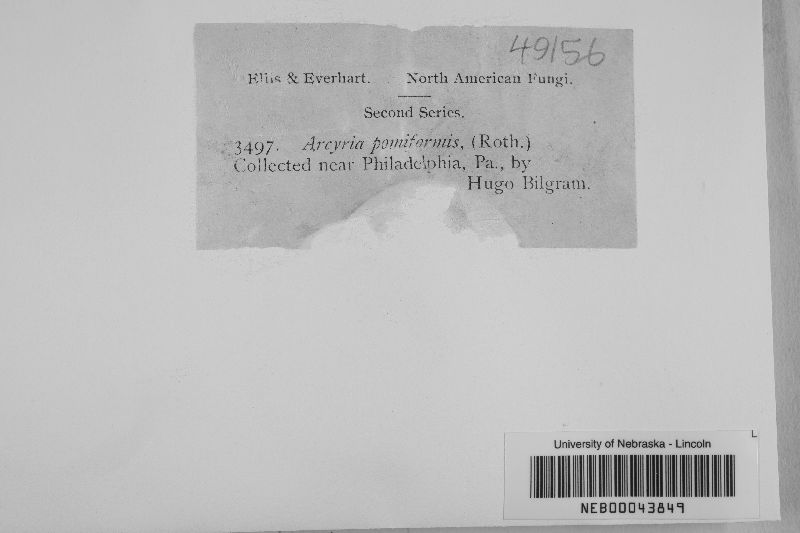 49156
Ellis & Everhart. North American Fungi.
Second Series.
3497. Arcyria pomiformis, (Roth.)
Collected near Philadelphia, Pa., by
Hugo Bilgram.
L
University of Nebraska - Lincoln
NEB00043849